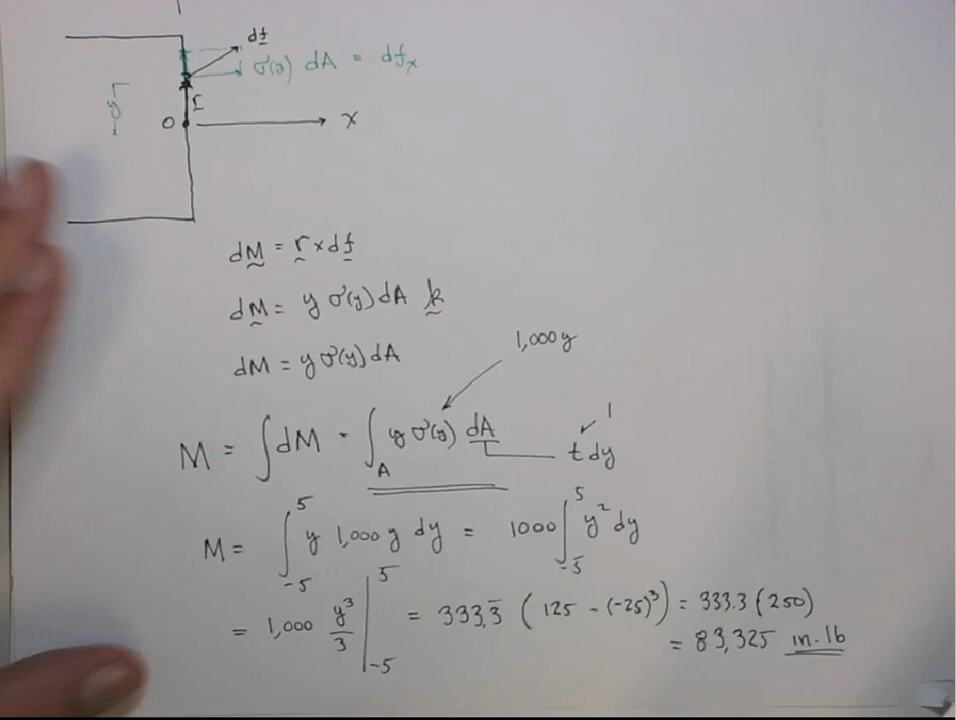 df
σ(y) dA = df_x
y
r
O
x
dM = r × df
dM = y σ(y) dA k
dM = y σ(y) dA
1,000 y
M = ∫ dM = ∫_A y σ(y) dA
1
t dy
M = ∫_{-5}^{5} y 1,000 y dy = 1000 ∫_{-5}^{5} y² dy
= 1,000 y³/3 |_{-5}^{5} = 333.3̄ (125 - (-25)³) = 333.3 (250)
= 83,325 in·lb